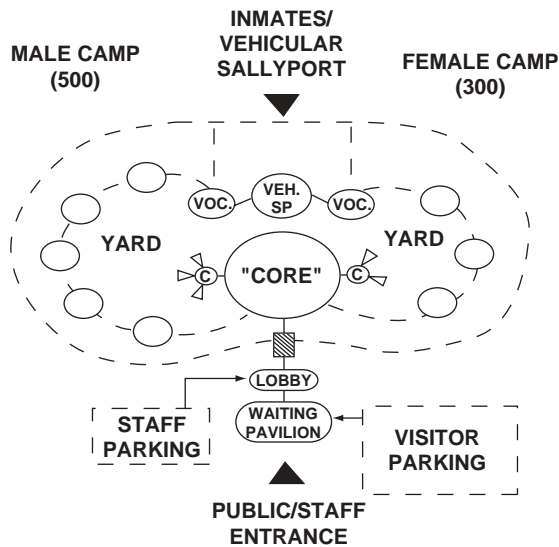 INMATES/
VEHICULAR
SALLYPORT
MALE CAMP
(500)
FEMALE CAMP
(300)
VOC.
VEH.
SP
VOC.
YARD
YARD
C
"CORE"
C
LOBBY
WAITING
PAVILION
STAFF
PARKING
VISITOR
PARKING
PUBLIC/STAFF
ENTRANCE